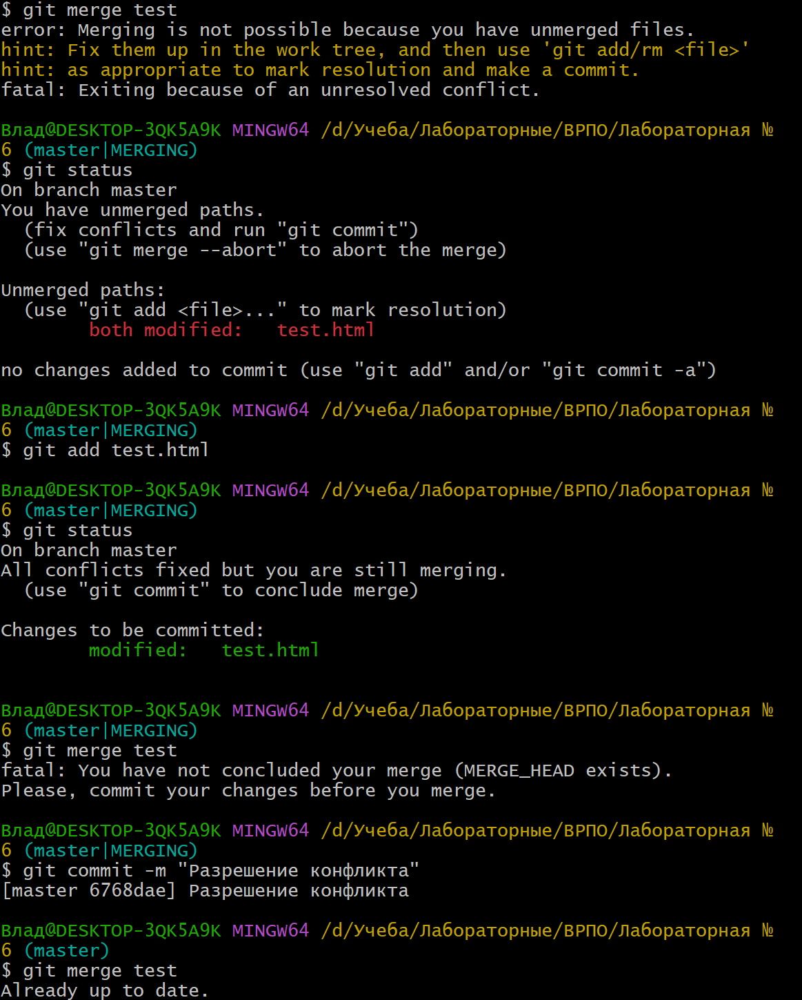 $ git merge test
error: Merging is not possible because you have unmerged files.
hint: Fix them up in the work tree, and then use 'git add/rm <file>'
hint: as appropriate to mark resolution and make a commit.
fatal: Exiting because of an unresolved conflict.
Влад@DESKTOP-3QK5A9K MINGW64 /d/Учеба/Лабораторные/ВРПО/Лабораторная №
6 (master|MERGING)
$ git status
On branch master
You have unmerged paths.
  (fix conflicts and run "git commit")
  (use "git merge --abort" to abort the merge)
Unmerged paths:
  (use "git add <file>..." to mark resolution)
        both modified:   test.html
no changes added to commit (use "git add" and/or "git commit -a")
Влад@DESKTOP-3QK5A9K MINGW64 /d/Учеба/Лабораторные/ВРПО/Лабораторная №
6 (master|MERGING)
$ git add test.html
Влад@DESKTOP-3QK5A9K MINGW64 /d/Учеба/Лабораторные/ВРПО/Лабораторная №
6 (master|MERGING)
$ git status
On branch master
All conflicts fixed but you are still merging.
  (use "git commit" to conclude merge)
Changes to be committed:
        modified:   test.html
Влад@DESKTOP-3QK5A9K MINGW64 /d/Учеба/Лабораторные/ВРПО/Лабораторная №
6 (master|MERGING)
$ git merge test
fatal: You have not concluded your merge (MERGE_HEAD exists).
Please, commit your changes before you merge.
Влад@DESKTOP-3QK5A9K MINGW64 /d/Учеба/Лабораторные/ВРПО/Лабораторная №
6 (master|MERGING)
$ git commit -m "Разрешение конфликта"
[master 6768dae] Разрешение конфликта
Влад@DESKTOP-3QK5A9K MINGW64 /d/Учеба/Лабораторные/ВРПО/Лабораторная №
6 (master)
$ git merge test
Already up to date.